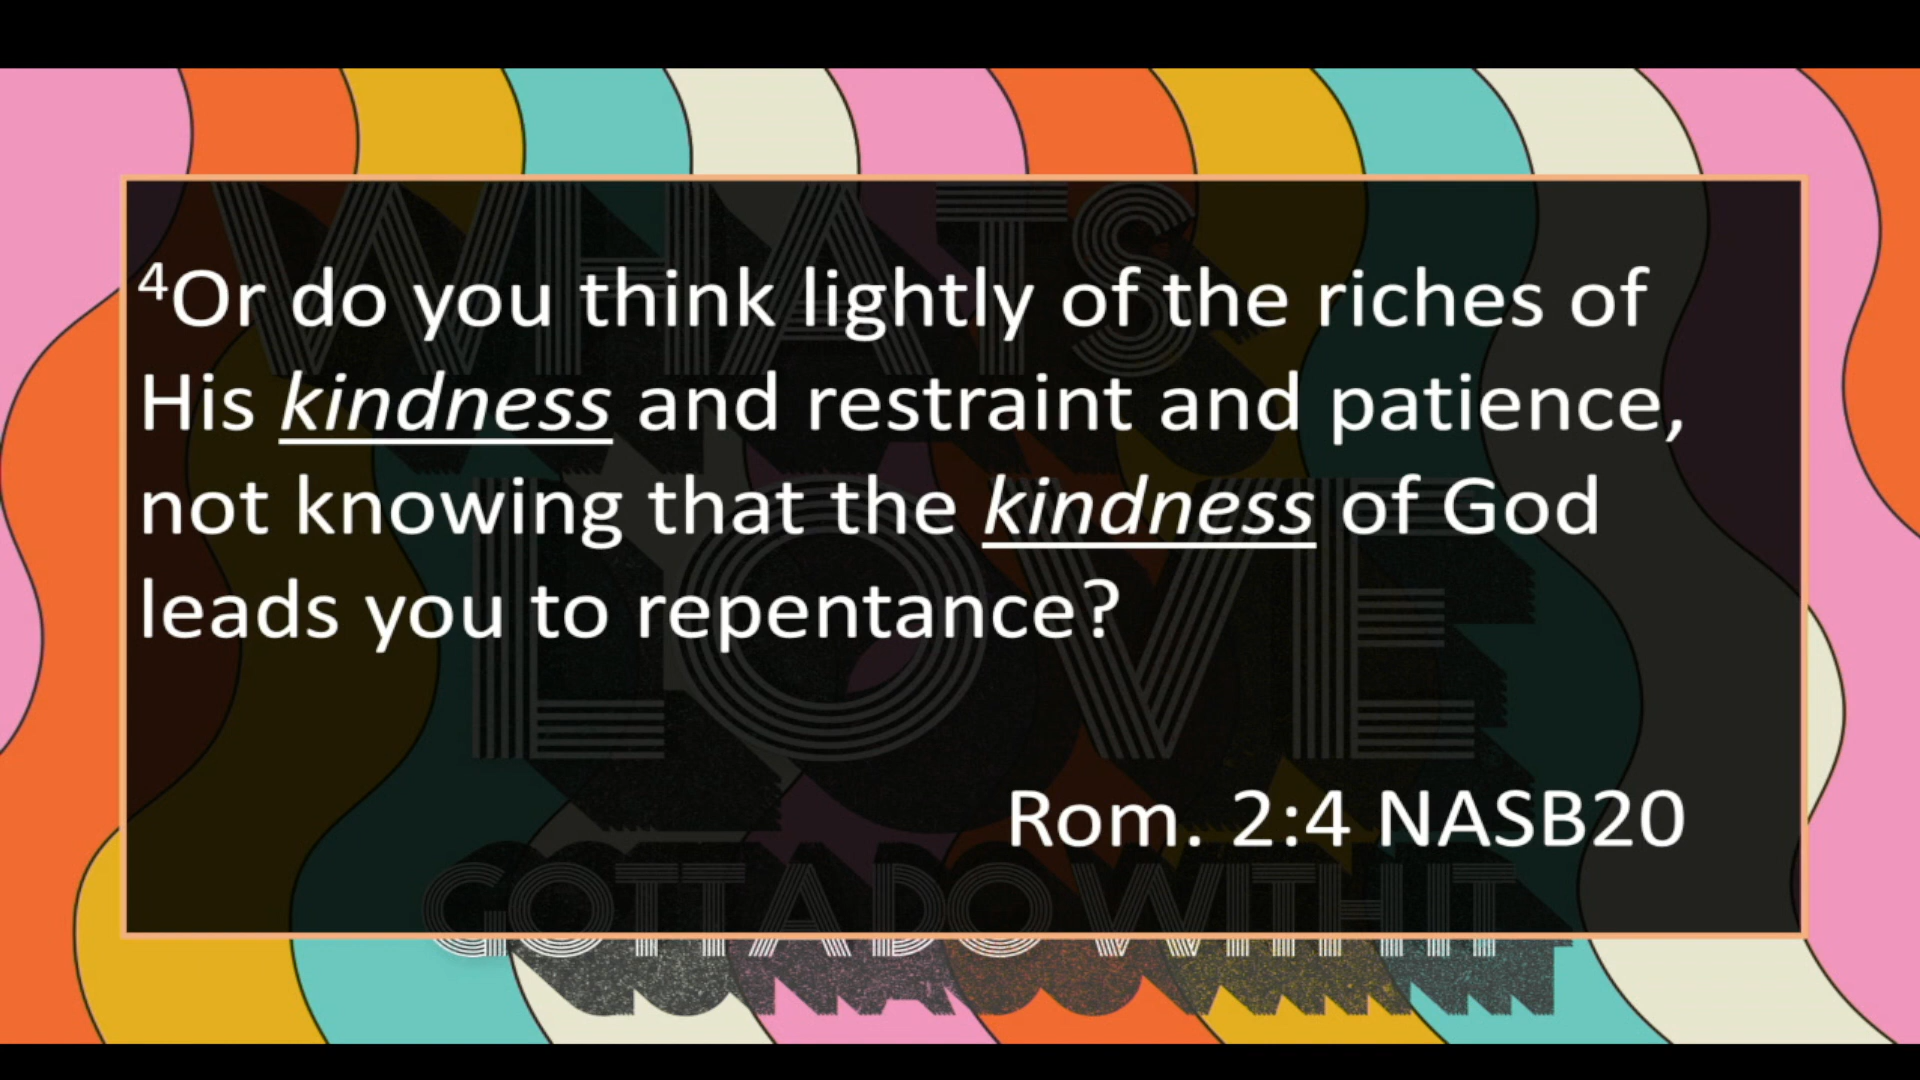 WHATS
⁴Or do you think lightly of the riches of
His kindness and restraint and patience,
not knowing that the kindness of God
leads you to repentance?
LOVE
Rom. 2:4 NASB20
GOTTA DO WITH IT